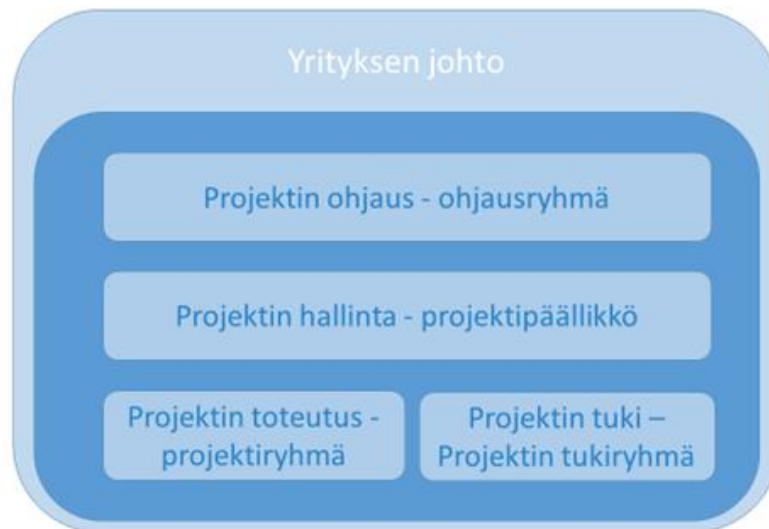 Yrityksen johto
Projektin ohjaus - ohjausryhmä
Projektin hallinta - projektipäällikkö
Projektin toteutus -
projektiryhmä
Projektin tuki –
Projektin tukiryhmä